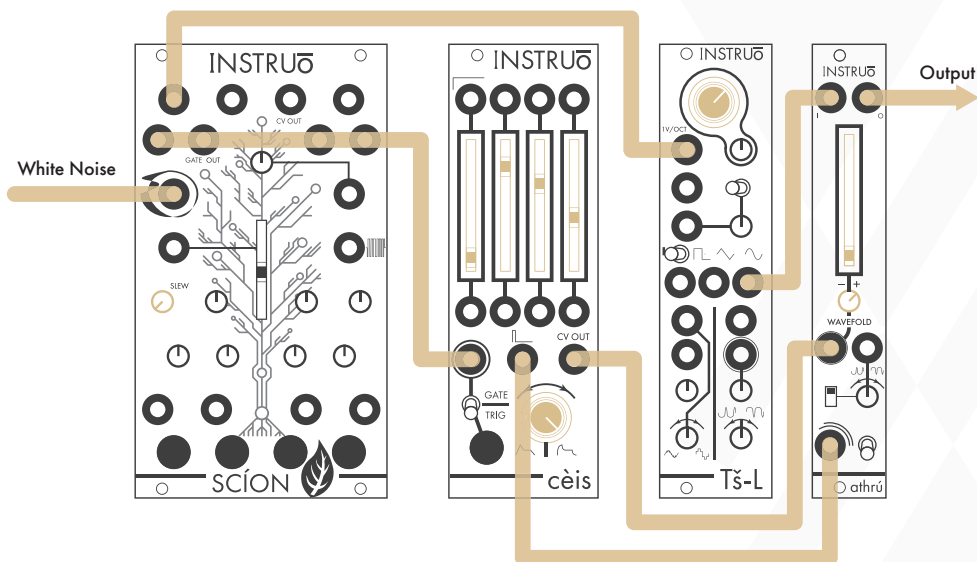 INSTRUō
CV OUT
GATE OUT
White Noise
SLEW
SCÍON
INSTRUō
CV OUT
GATE
TRIG
cèis
INSTRUō
1V/OCT
Tš-L
INSTRUō
I
O
Output
- +
WAVEFOLD
athrú